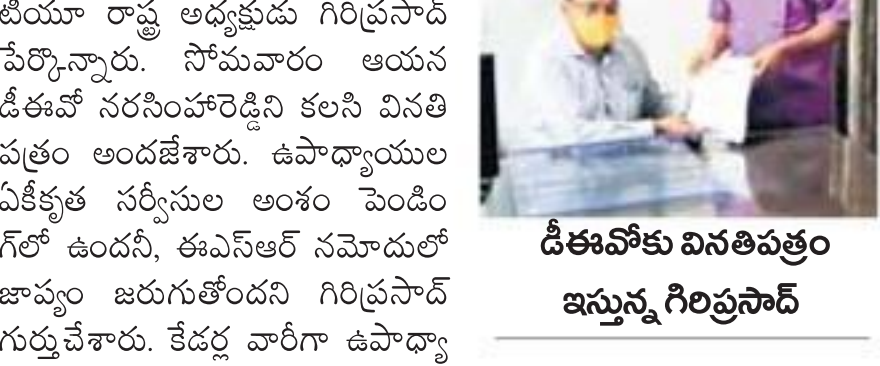 టీయూ రాష్ట్ర అధ్యక్షుడు గిరిప్రసాద్
పేర్కొన్నారు. సోమవారం ఆయన
డీఈవో నరసింహారెడ్డిని కలసి వినతి
పత్రం అందజేశారు. ఉపాధ్యాయుల
ఏకీకృత సర్వీసుల అంశం పెండిం
గ్‌లో ఉందనీ, ఈఎస్ఆర్ నమోదులో
జాప్యం జరుగుతోందని గిరిప్రసాద్
గుర్తుచేశారు. కేడర్ల వారీగా ఉపాధ్యా
డీఈవోకు వినతిపత్రం
ఇస్తున్న గిరిప్రసాద్